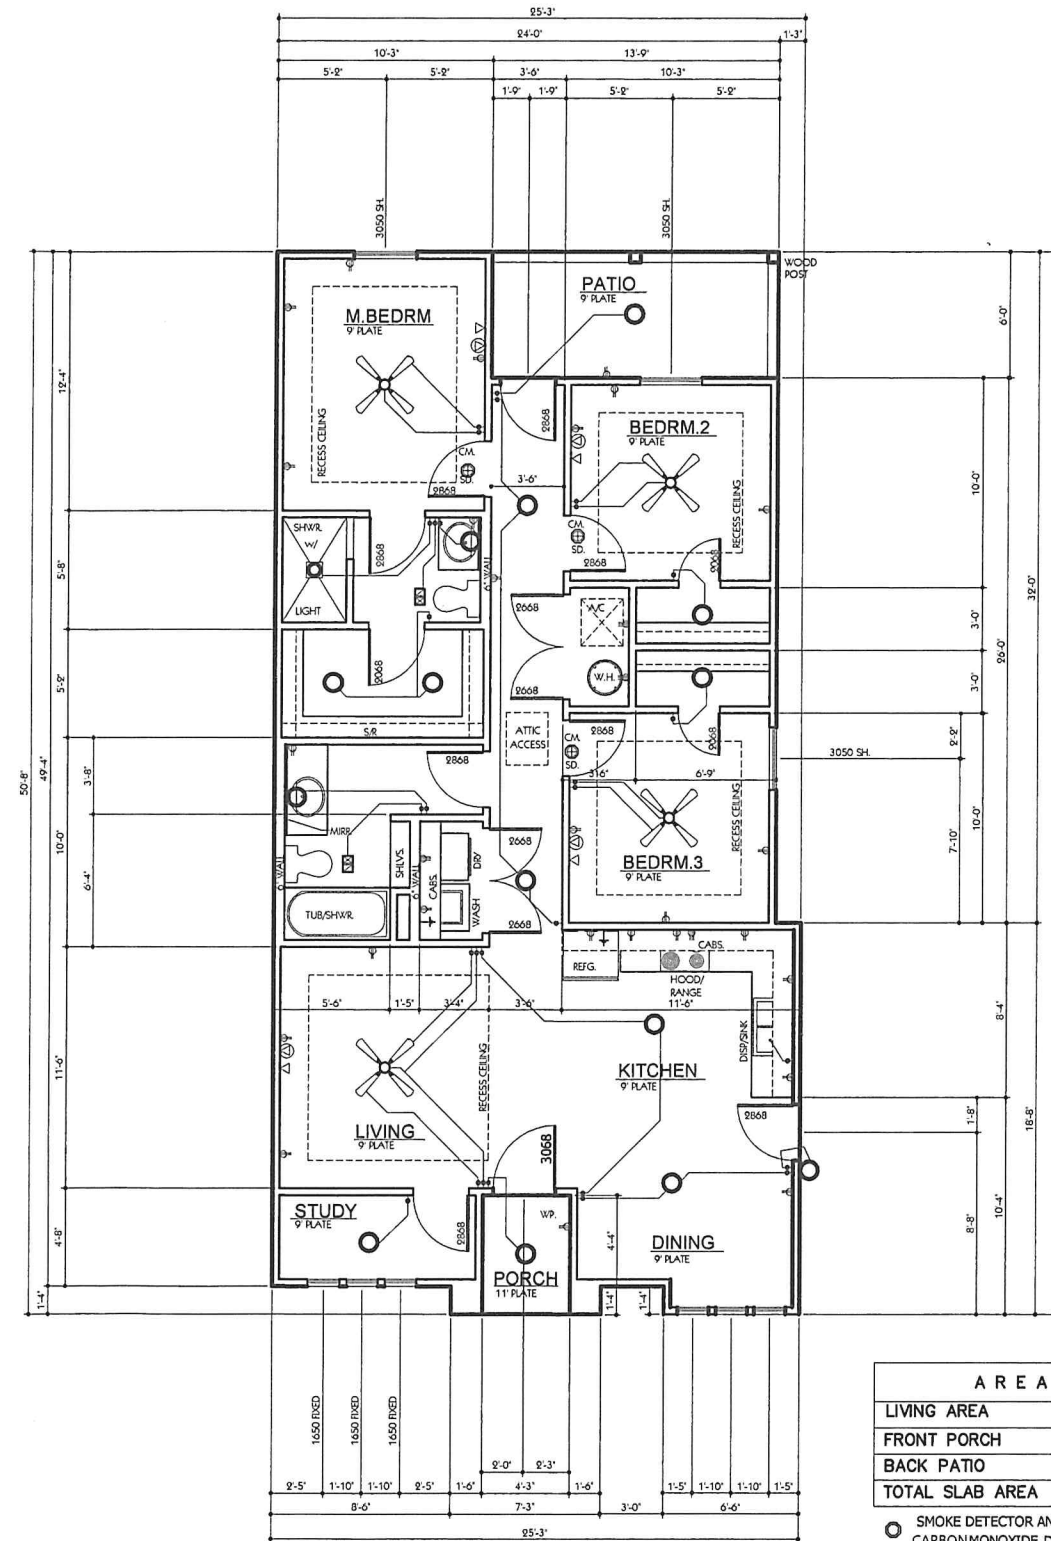 25'-3"
24'-0"
1'-3"
10'-3"
13'-9"
5'-2"
5'-2"
3'-6"
10'-3"
1'-9"
1'-9"
5'-2"
5'-2"
3050 SH.
3050 SH.
WOOD
POST
PATIO
9' PLATE
M.BEDRM
9' PLATE
RECESS CEILING
6'-0"
12'-4"
2868
BEDRM.2
9' PLATE
RECESS CEILING
CM.
SD.
2868
3'-6"
10'-0"
CM.
SD.
2868
2068
SHWR.
W/
LIGHT
2868
6" WALL
5'-8"
32'-0"
2668
A/C
W.H.
2668
3'-0"
26'-0"
3'-0"
2068
S/R
5'-2"
ATTIC
ACCESS
CM.
SD.
2868
2068
3'-6"
6'-9"
3050 SH.
2'-2"
50'-8"
49'-4"
3'-8"
2868
MIRR.
10'-0"
6'-4"
SHLVS.
6" WALL
CABS.
DRY
WASH
2668
2668
TUB/SHWR.
RECESS CEILING
BEDRM.3
9' PLATE
7'-10"
10'-0"
REFG.
CABS.
HOOD/
RANGE
5'-6"
1'-5"
3'-4"
3'-6"
11'-6"
DISP/SINK
8'-4"
KITCHEN
9' PLATE
RECESS CEILING
11'-6"
LIVING
9' PLATE
3068
2868
1'-8"
18'-8"
10'-4"
8'-8"
STUDY
9' PLATE
2868
WP.
4'-4"
DINING
9' PLATE
PORCH
11' PLATE
4'-8"
1'-4"
1'-4"
1'-4"
1650 FIXED
1650 FIXED
1650 FIXED
2'-0"
2'-3"
2'-5"
1'-10"
1'-10"
2'-5"
1'-6"
4'-3"
1'-6"
1'-5"
1'-10"
1'-10"
1'-5"
8'-6"
7'-3"
3'-0"
6'-6"
25'-3"
AREA
LIVING AREA
FRONT PORCH
BACK PATIO
TOTAL SLAB AREA
SMOKE DETECTOR AN
CARBONMONOXIDE D